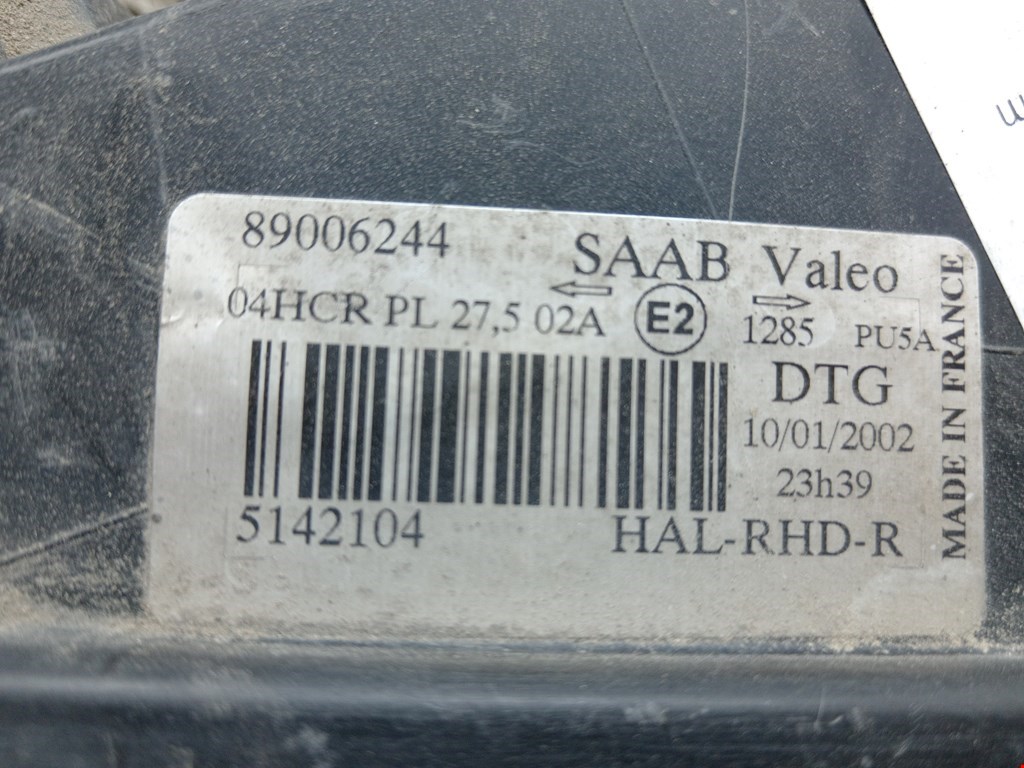 89006244
SAAB Valeo
04HCR PL 27,5 02A E2 1285 PU5A
DTG
10/01/2002
23h39
5142104
HAL-RHD-R
MADE IN FRANCE